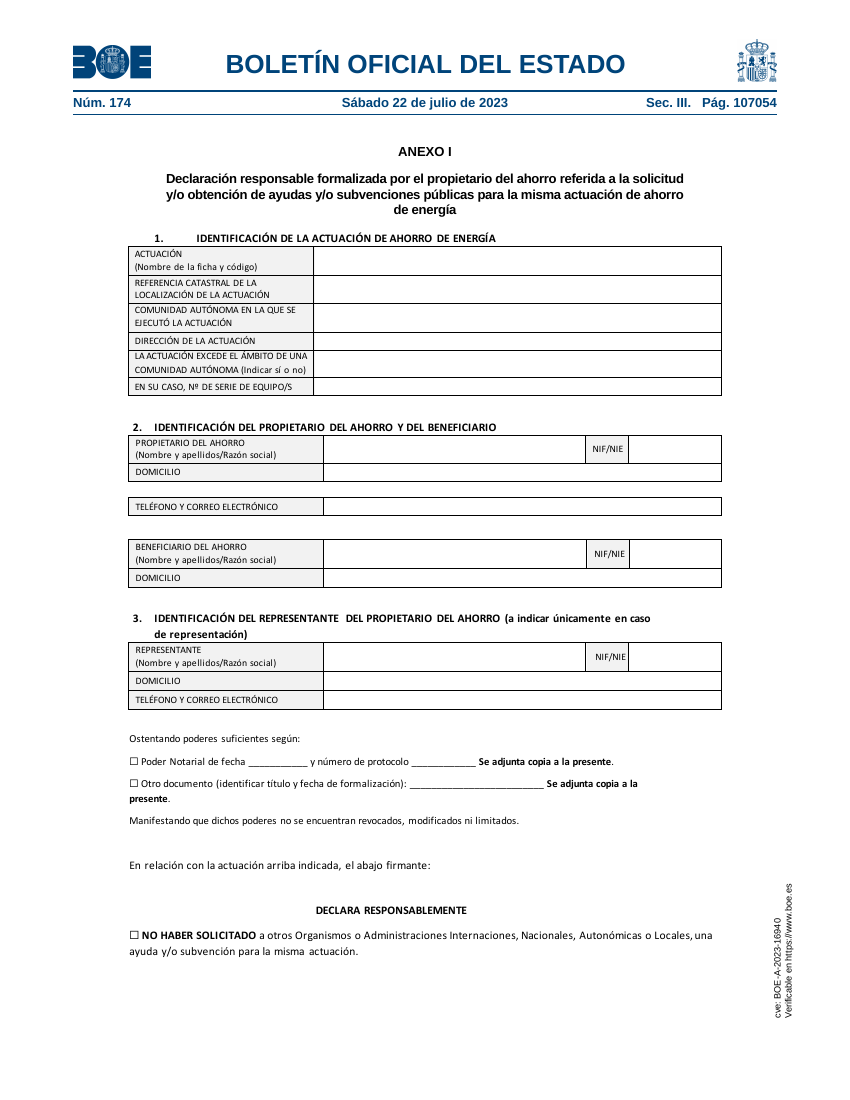 BOE
BOLETÍN OFICIAL DEL ESTADO
Núm. 174
Sábado 22 de julio de 2023
Sec. III. Pág. 107054
ANEXO I
Declaración responsable formalizada por el propietario del ahorro referida a la solicitud
y/o obtención de ayudas y/o subvenciones públicas para la misma actuación de ahorro
de energía
1. IDENTIFICACIÓN DE LA ACTUACIÓN DE AHORRO DE ENERGÍA
ACTUACIÓN
(Nombre de la ficha y código)
REFERENCIA CATASTRAL DE LA
LOCALIZACIÓN DE LA ACTUACIÓN
COMUNIDAD AUTÓNOMA EN LA QUE SE
EJECUTÓ LA ACTUACIÓN
DIRECCIÓN DE LA ACTUACIÓN
LA ACTUACIÓN EXCEDE EL ÁMBITO DE UNA
COMUNIDAD AUTÓNOMA (Indicar sí o no)
EN SU CASO, Nº DE SERIE DE EQUIPO/S
2. IDENTIFICACIÓN DEL PROPIETARIO DEL AHORRO Y DEL BENEFICIARIO
PROPIETARIO DEL AHORRO
(Nombre y apellidos/Razón social)
NIF/NIE
DOMICILIO
TELÉFONO Y CORREO ELECTRÓNICO
BENEFICIARIO DEL AHORRO
(Nombre y apellidos/Razón social)
NIF/NIE
DOMICILIO
3. IDENTIFICACIÓN DEL REPRESENTANTE DEL PROPIETARIO DEL AHORRO (a indicar únicamente en caso
de representación)
REPRESENTANTE
(Nombre y apellidos/Razón social)
NIF/NIE
DOMICILIO
TELÉFONO Y CORREO ELECTRÓNICO
Ostentando poderes suficientes según:
☐ Poder Notarial de fecha ___________ y número de protocolo ____________ Se adjunta copia a la presente.
☐ Otro documento (identificar título y fecha de formalización): _________________________ Se adjunta copia a la
presente.
Manifestando que dichos poderes no se encuentran revocados, modificados ni limitados.
En relación con la actuación arriba indicada, el abajo firmante:
DECLARA RESPONSABLEMENTE
☐ NO HABER SOLICITADO a otros Organismos o Administraciones Internaciones, Nacionales, Autonómicas o Locales, una
ayuda y/o subvención para la misma actuación.
cve: BOE-A-2023-16940
Verificable en https://www.boe.es